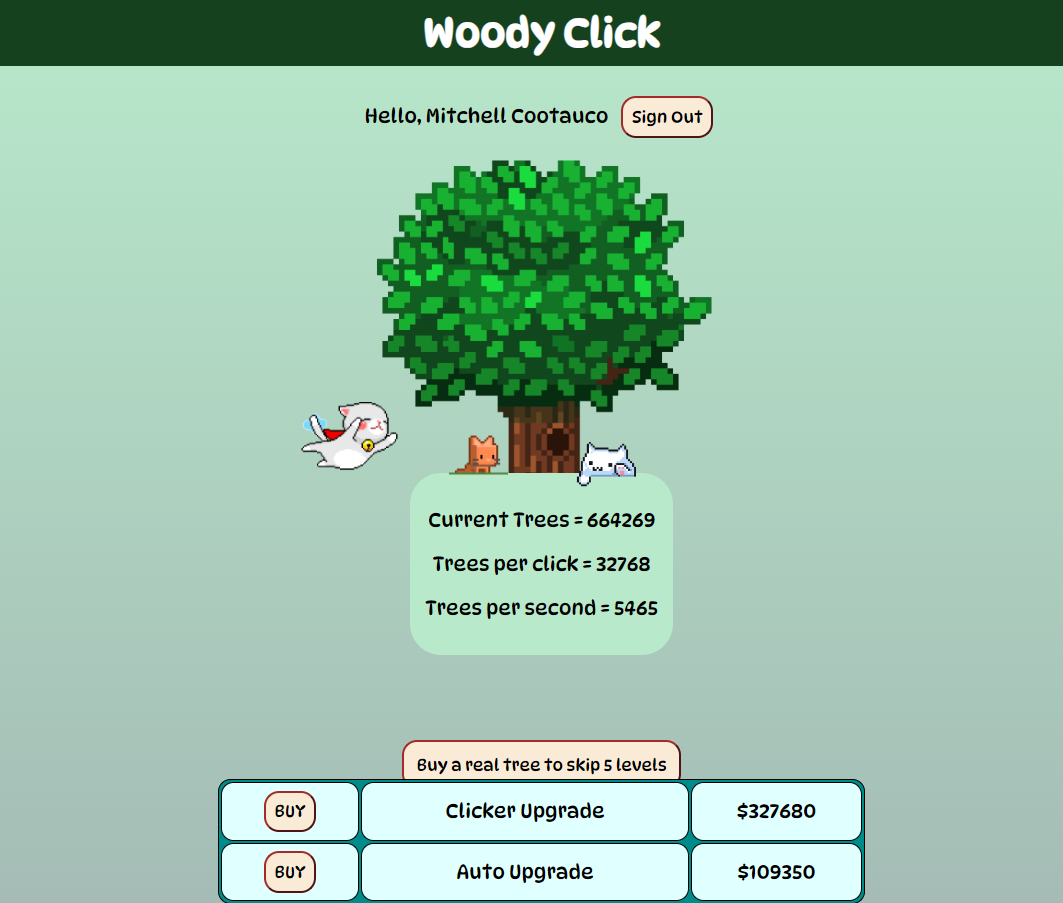 Woody Click
Hello, Mitchell Cootauco Sign Out
Current Trees = 664269
Trees per click = 32768
Trees per second = 5465
Buy a real tree to skip 5 levels
BUY Clicker Upgrade $327680
BUY Auto Upgrade $109350